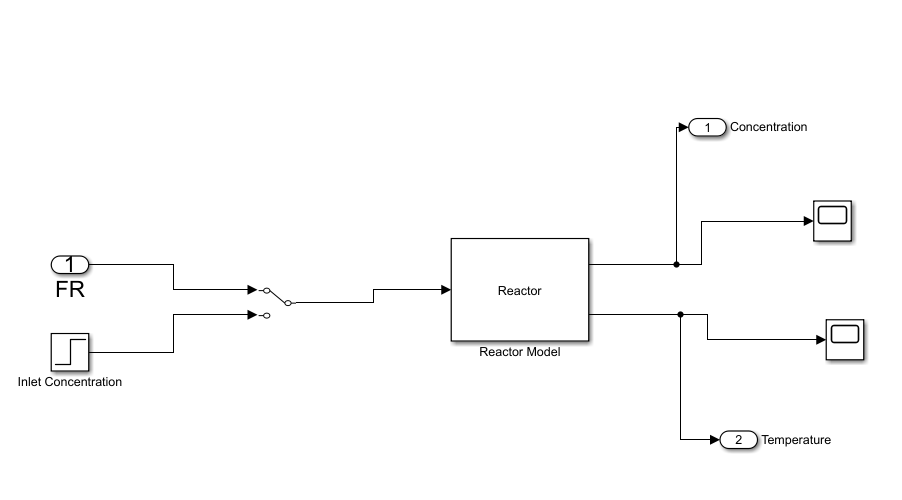 1
Concentration
1
FR
Reactor
Reactor Model
Inlet Concentration
2
Temperature